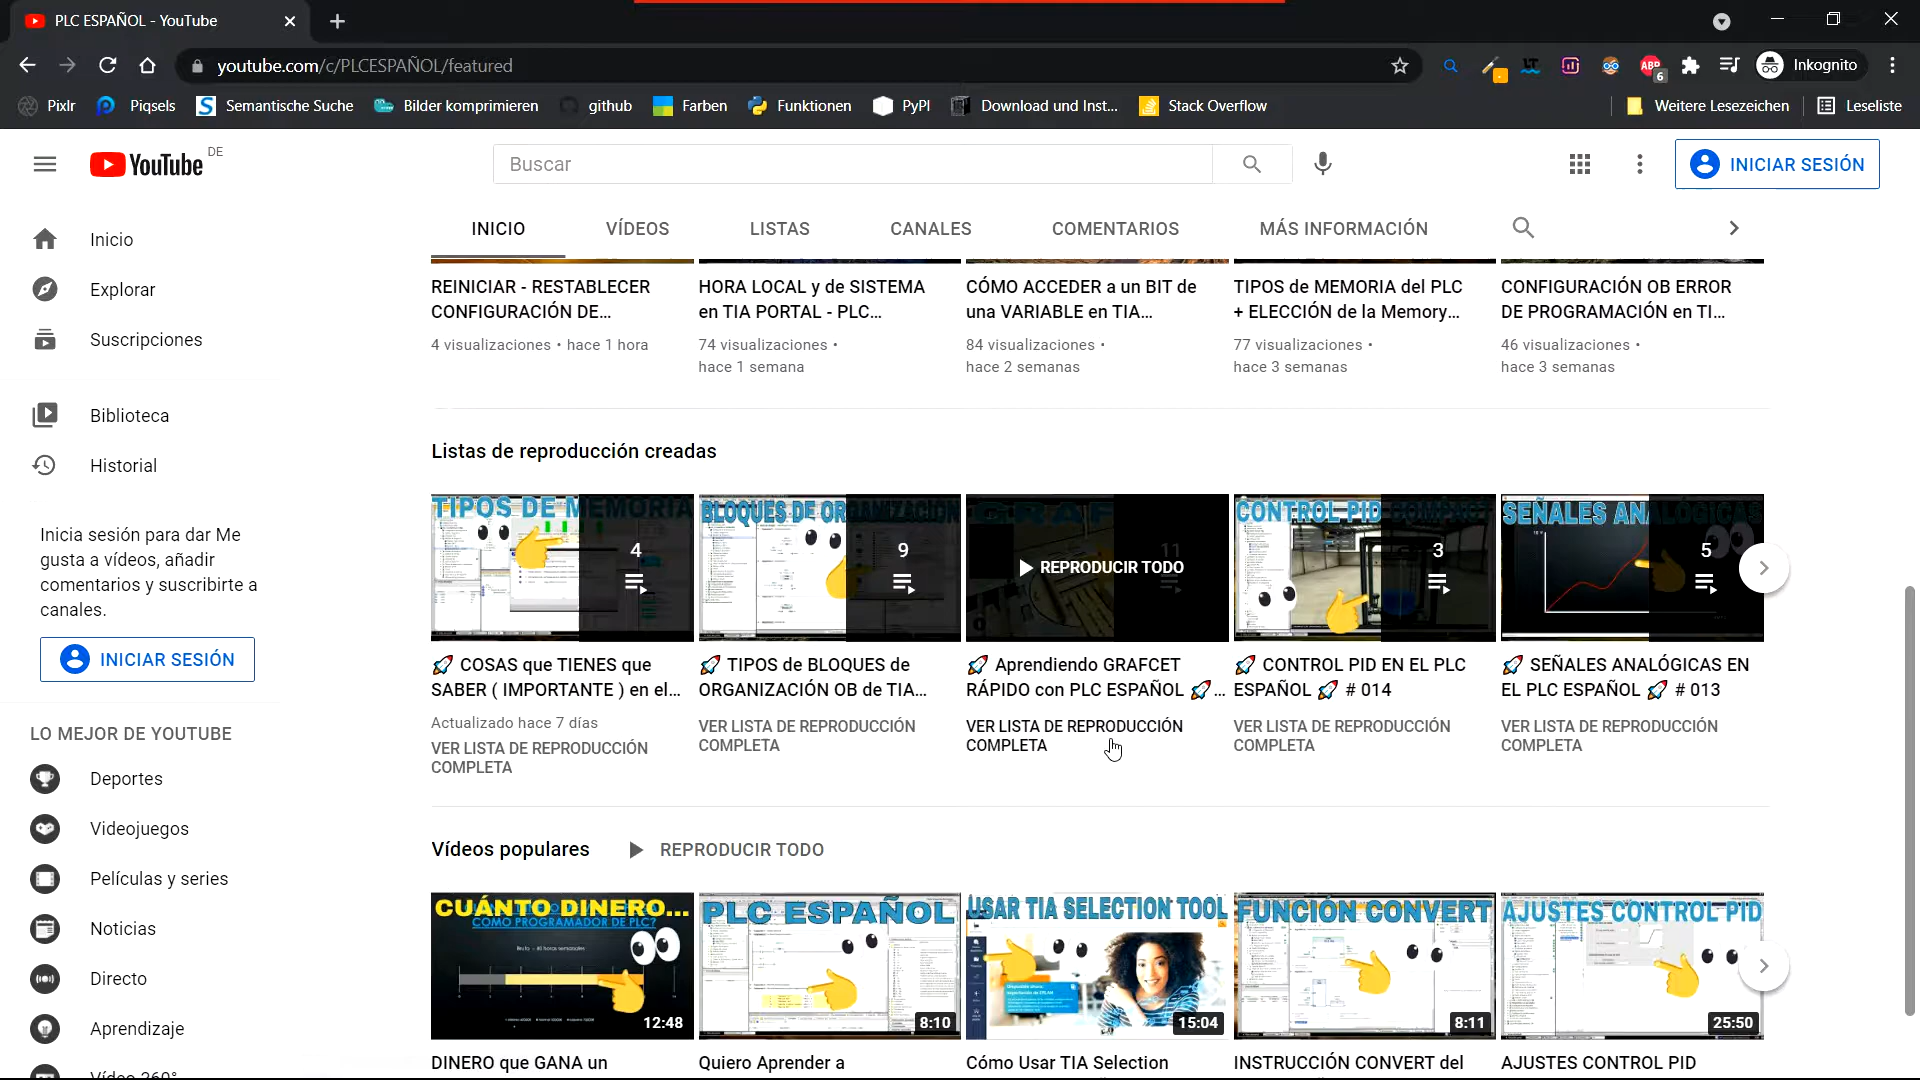 PLC ESPAÑOL - YouTube
youtube.com/c/PLCESPAÑOL/featured
ABP
6
Inkognito
Pixlr
Piqsels
Semantische Suche
Bilder komprimieren
github
Farben
Funktionen
PyPI
Download und Inst...
Stack Overflow
Weitere Lesezeichen
Leseliste
YouTube DE
Buscar
INICIAR SESIÓN
INICIO
VÍDEOS
LISTAS
CANALES
COMENTARIOS
MÁS INFORMACIÓN
Inicio
Explorar
Suscripciones
Biblioteca
Historial
Inicia sesión para dar Me
gusta a vídeos, añadir
comentarios y suscribirte a
canales.
INICIAR SESIÓN
LO MEJOR DE YOUTUBE
Deportes
Videojuegos
Películas y series
Noticias
Directo
Aprendizaje
Vídeo 360°
REINICIAR - RESTABLECER
CONFIGURACIÓN DE...
4 visualizaciones • hace 1 hora
HORA LOCAL y de SISTEMA
en TIA PORTAL - PLC...
74 visualizaciones •
hace 1 semana
CÓMO ACCEDER a un BIT de
una VARIABLE en TIA...
84 visualizaciones •
hace 2 semanas
TIPOS de MEMORIA del PLC
+ ELECCIÓN de la Memory...
77 visualizaciones •
hace 3 semanas
CONFIGURACIÓN OB ERROR
DE PROGRAMACIÓN en TI...
46 visualizaciones •
hace 3 semanas
Listas de reproducción creadas
TIPOS DE MEMORIA
4
🚀 COSAS que TIENES que
SABER ( IMPORTANTE ) en el...
Actualizado hace 7 días
VER LISTA DE REPRODUCCIÓN
COMPLETA
BLOQUES DE ORGANIZACIÓN
9
🚀 TIPOS de BLOQUES de
ORGANIZACIÓN OB de TIA...
VER LISTA DE REPRODUCCIÓN
COMPLETA
11
REPRODUCIR TODO
🚀 Aprendiendo GRAFCET
RÁPIDO con PLC ESPAÑOL 🚀...
VER LISTA DE REPRODUCCIÓN
COMPLETA
CONTROL PID COMPACT
3
🚀 CONTROL PID EN EL PLC
ESPAÑOL 🚀 # 014
VER LISTA DE REPRODUCCIÓN
COMPLETA
SEÑALES ANALÓGICAS
5
🚀 SEÑALES ANALÓGICAS EN
EL PLC ESPAÑOL 🚀 # 013
VER LISTA DE REPRODUCCIÓN
COMPLETA
Vídeos populares
REPRODUCIR TODO
CUÁNTO DINERO...
COMO PROGRAMADOR DE PLC?
12:48
DINERO que GANA un
PLC ESPAÑOL
8:10
Quiero Aprender a
USAR TIA SELECTION TOOL
15:04
Cómo Usar TIA Selection
FUNCIÓN CONVERT
8:11
INSTRUCCIÓN CONVERT del
AJUSTES CONTROL PID
25:50
AJUSTES CONTROL PID